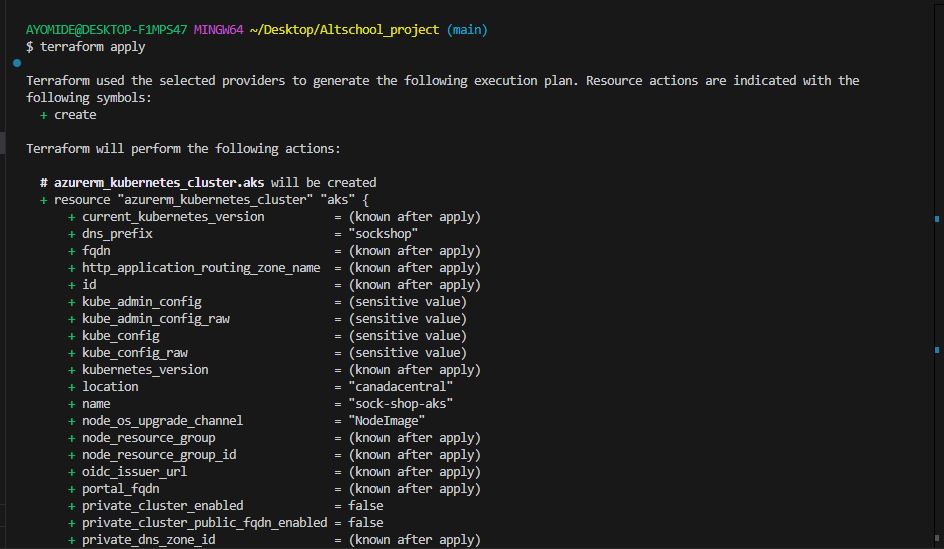 AYOMIDE@DESKTOP-F1MPS47 MINGW64 ~/Desktop/Altschool_project (main)
$ terraform apply
Terraform used the selected providers to generate the following execution plan. Resource actions are indicated with the
following symbols:
+ create
Terraform will perform the following actions:
# azurerm_kubernetes_cluster.aks will be created
+ resource "azurerm_kubernetes_cluster" "aks" {
+ current_kubernetes_version = (known after apply)
+ dns_prefix = "sockshop"
+ fqdn = (known after apply)
+ http_application_routing_zone_name = (known after apply)
+ id = (known after apply)
+ kube_admin_config = (sensitive value)
+ kube_admin_config_raw = (sensitive value)
+ kube_config = (sensitive value)
+ kube_config_raw = (sensitive value)
+ kubernetes_version = (known after apply)
+ location = "canadacentral"
+ name = "sock-shop-aks"
+ node_os_upgrade_channel = "NodeImage"
+ node_resource_group = (known after apply)
+ node_resource_group_id = (known after apply)
+ oidc_issuer_url = (known after apply)
+ portal_fqdn = (known after apply)
+ private_cluster_enabled = false
+ private_cluster_public_fqdn_enabled = false
+ private_dns_zone_id = (known after apply)